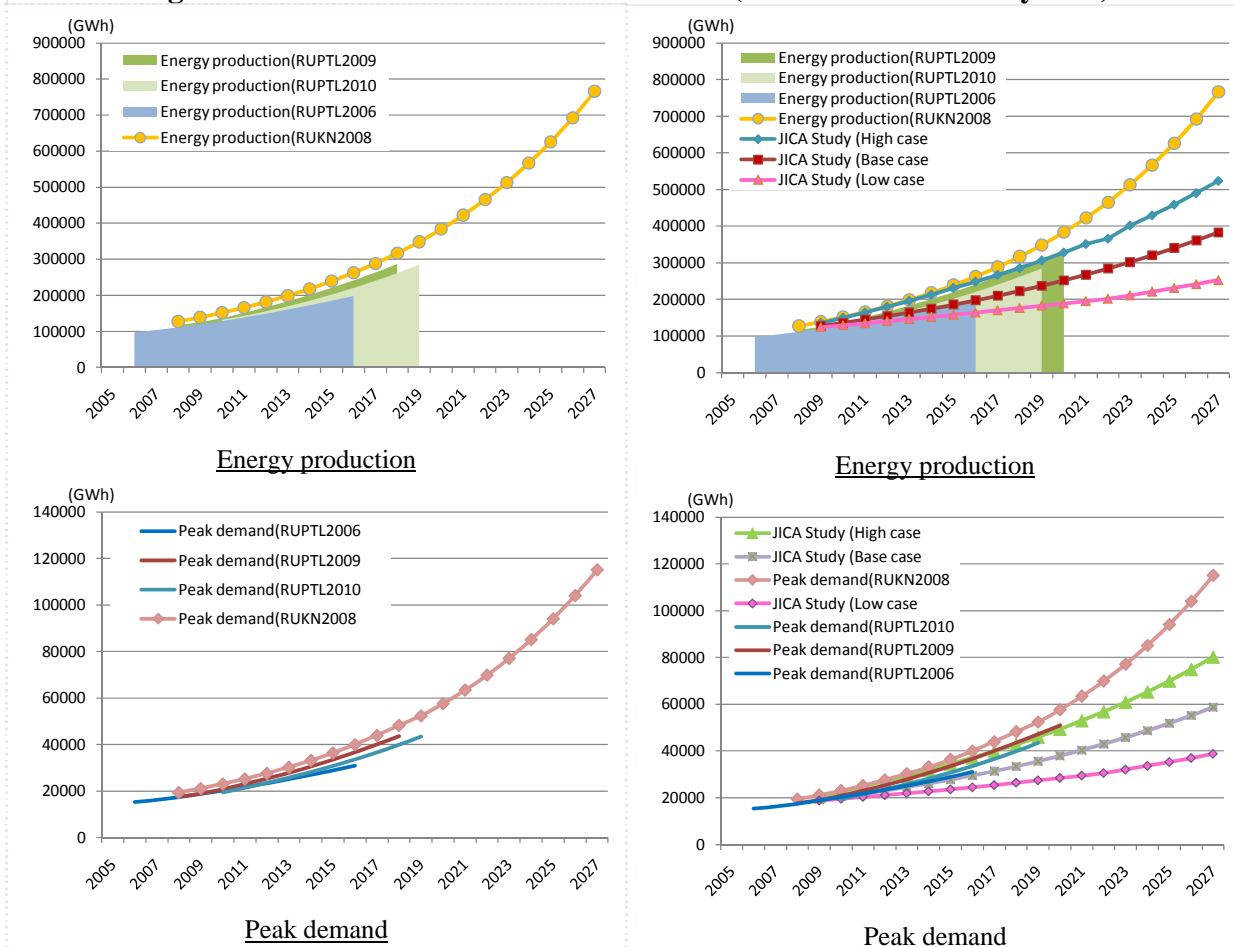 (GWh)
900000
800000
700000
600000
500000
400000
300000
200000
100000
0
Energy production(RUPTL2009
Energy production(RUPTL2010
Energy production(RUPTL2006
Energy production(RUKN2008
2005
2007
2009
2011
2013
2015
2017
2019
2021
2023
2025
2027
Energy production
(GWh)
900000
800000
700000
600000
500000
400000
300000
200000
100000
0
Energy production(RUPTL2009
Energy production(RUPTL2010
Energy production(RUPTL2006
Energy production(RUKN2008
JICA Study (High case
JICA Study (Base case
JICA Study (Low case
2005
2007
2009
2011
2013
2015
2017
2019
2021
2023
2025
2027
Energy production
(GWh)
140000
120000
100000
80000
60000
40000
20000
0
Peak demand(RUPTL2006
Peak demand(RUPTL2009
Peak demand(RUPTL2010
Peak demand(RUKN2008
2005
2007
2009
2011
2013
2015
2017
2019
2021
2023
2025
2027
Peak demand
(GWh)
140000
120000
100000
80000
60000
40000
20000
0
JICA Study (High case
JICA Study (Base case
Peak demand(RUKN2008
JICA Study (Low case
Peak demand(RUPTL2010
Peak demand(RUPTL2009
Peak demand(RUPTL2006
2005
2007
2009
2011
2013
2015
2017
2019
2021
2023
2025
2027
Peak demand